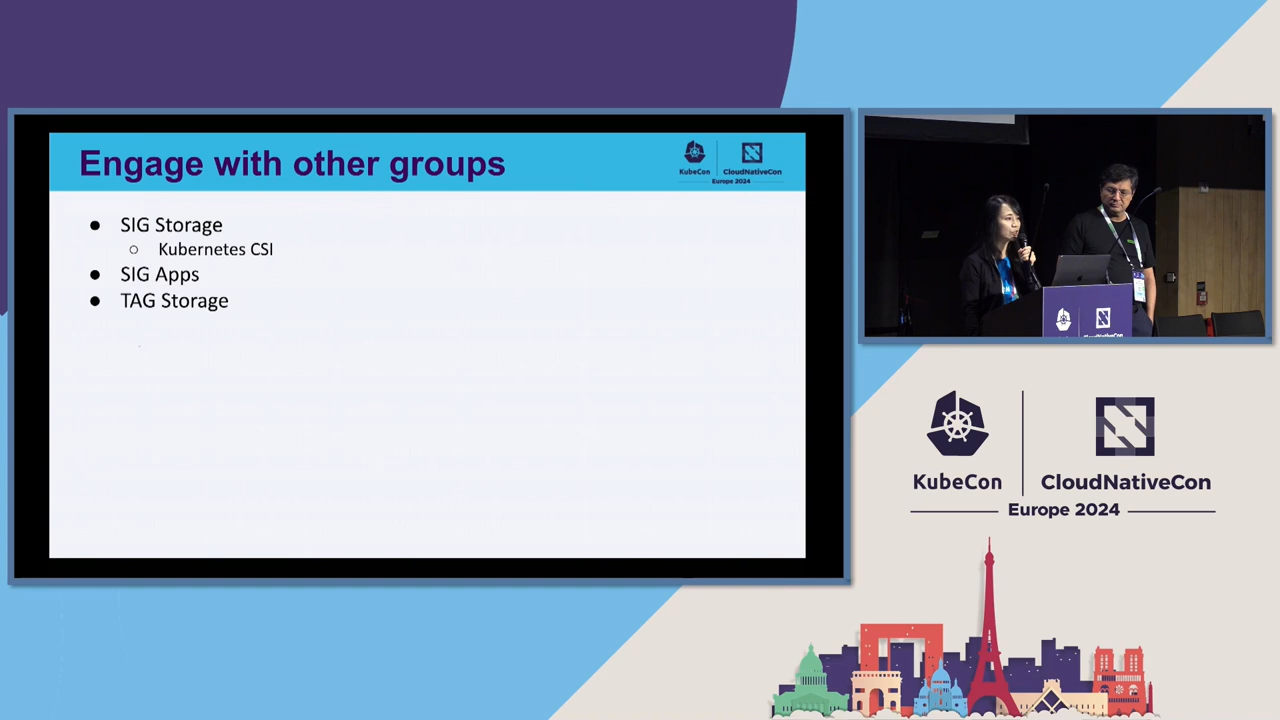 Engage with other groups
KubeCon
CloudNativeCon
Europe 2024
● SIG Storage
○ Kubernetes CSI
● SIG Apps
● TAG Storage
KubeCon
CloudNativeCon
Europe 2024